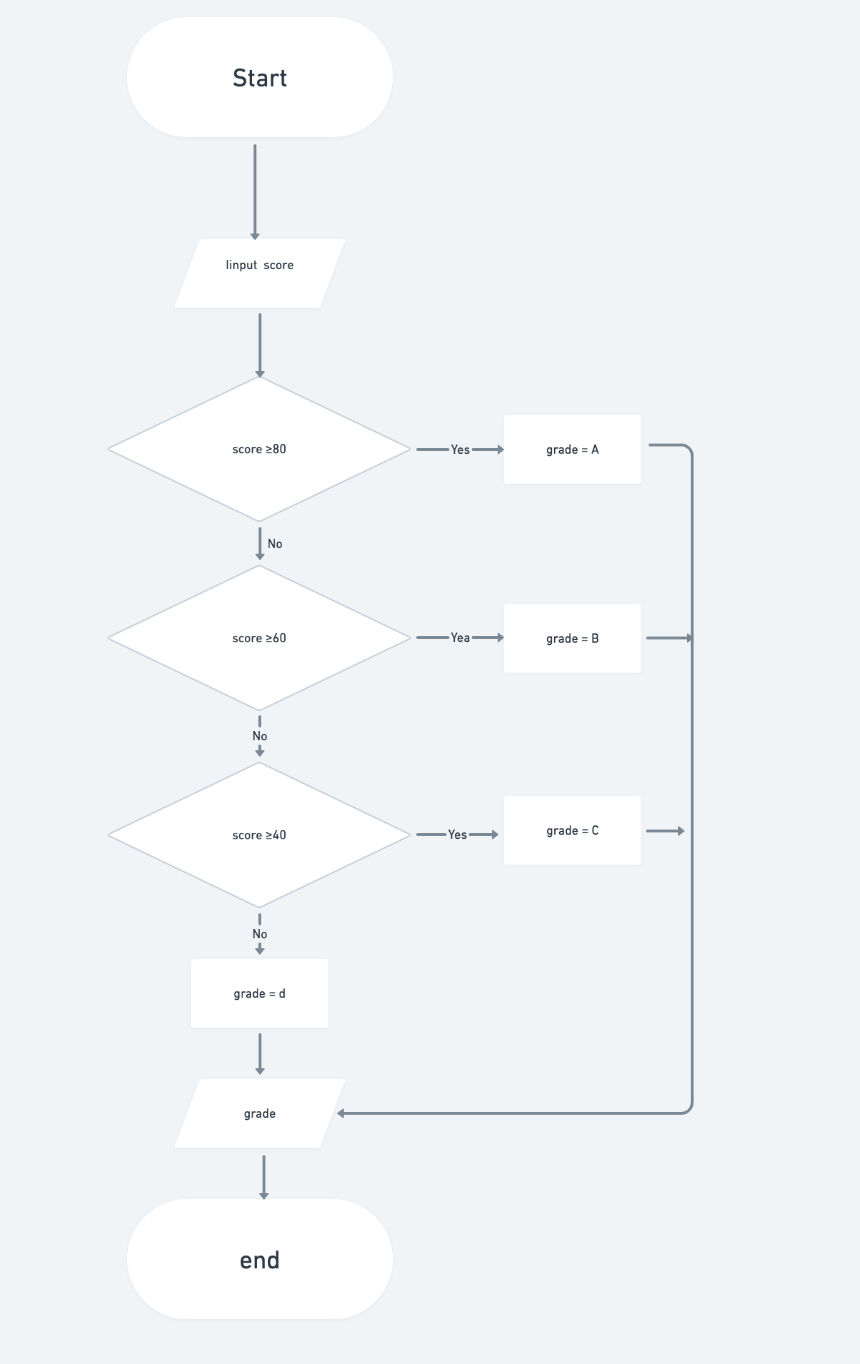 Start
Iinput score
score ≥80
Yes
grade = A
No
score ≥60
Yea
grade = B
No
score ≥40
Yes
grade = C
No
grade = d
grade
end